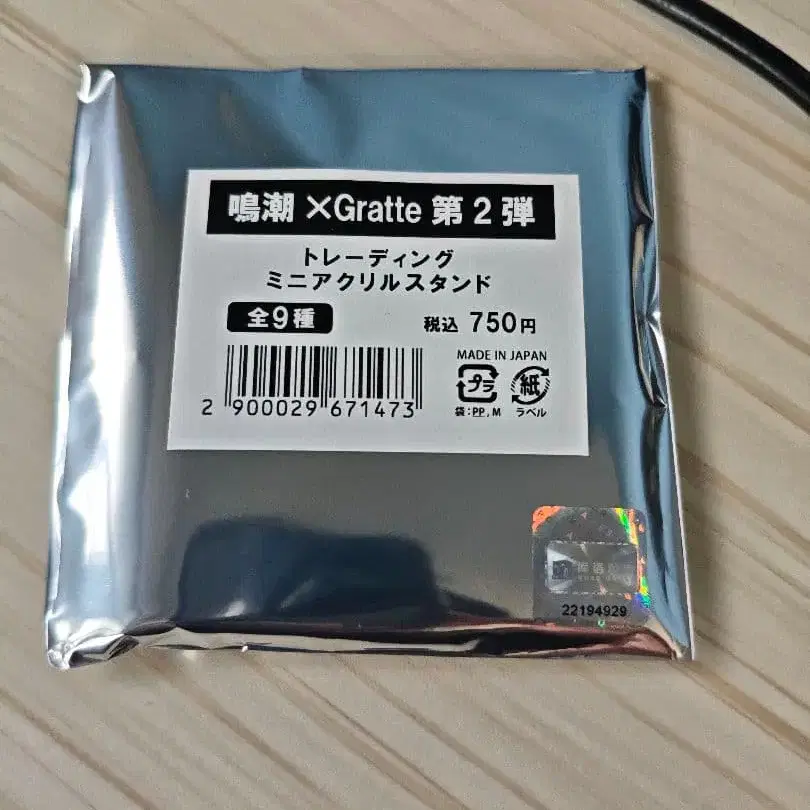 鳴潮×Gratte 第2弾
トレーディング
ミニアクリルスタンド
全9種
税込 750円
MADE IN JAPAN
プラ
紙
袋:PP,M
ラベル
2 900029 671473
22194929